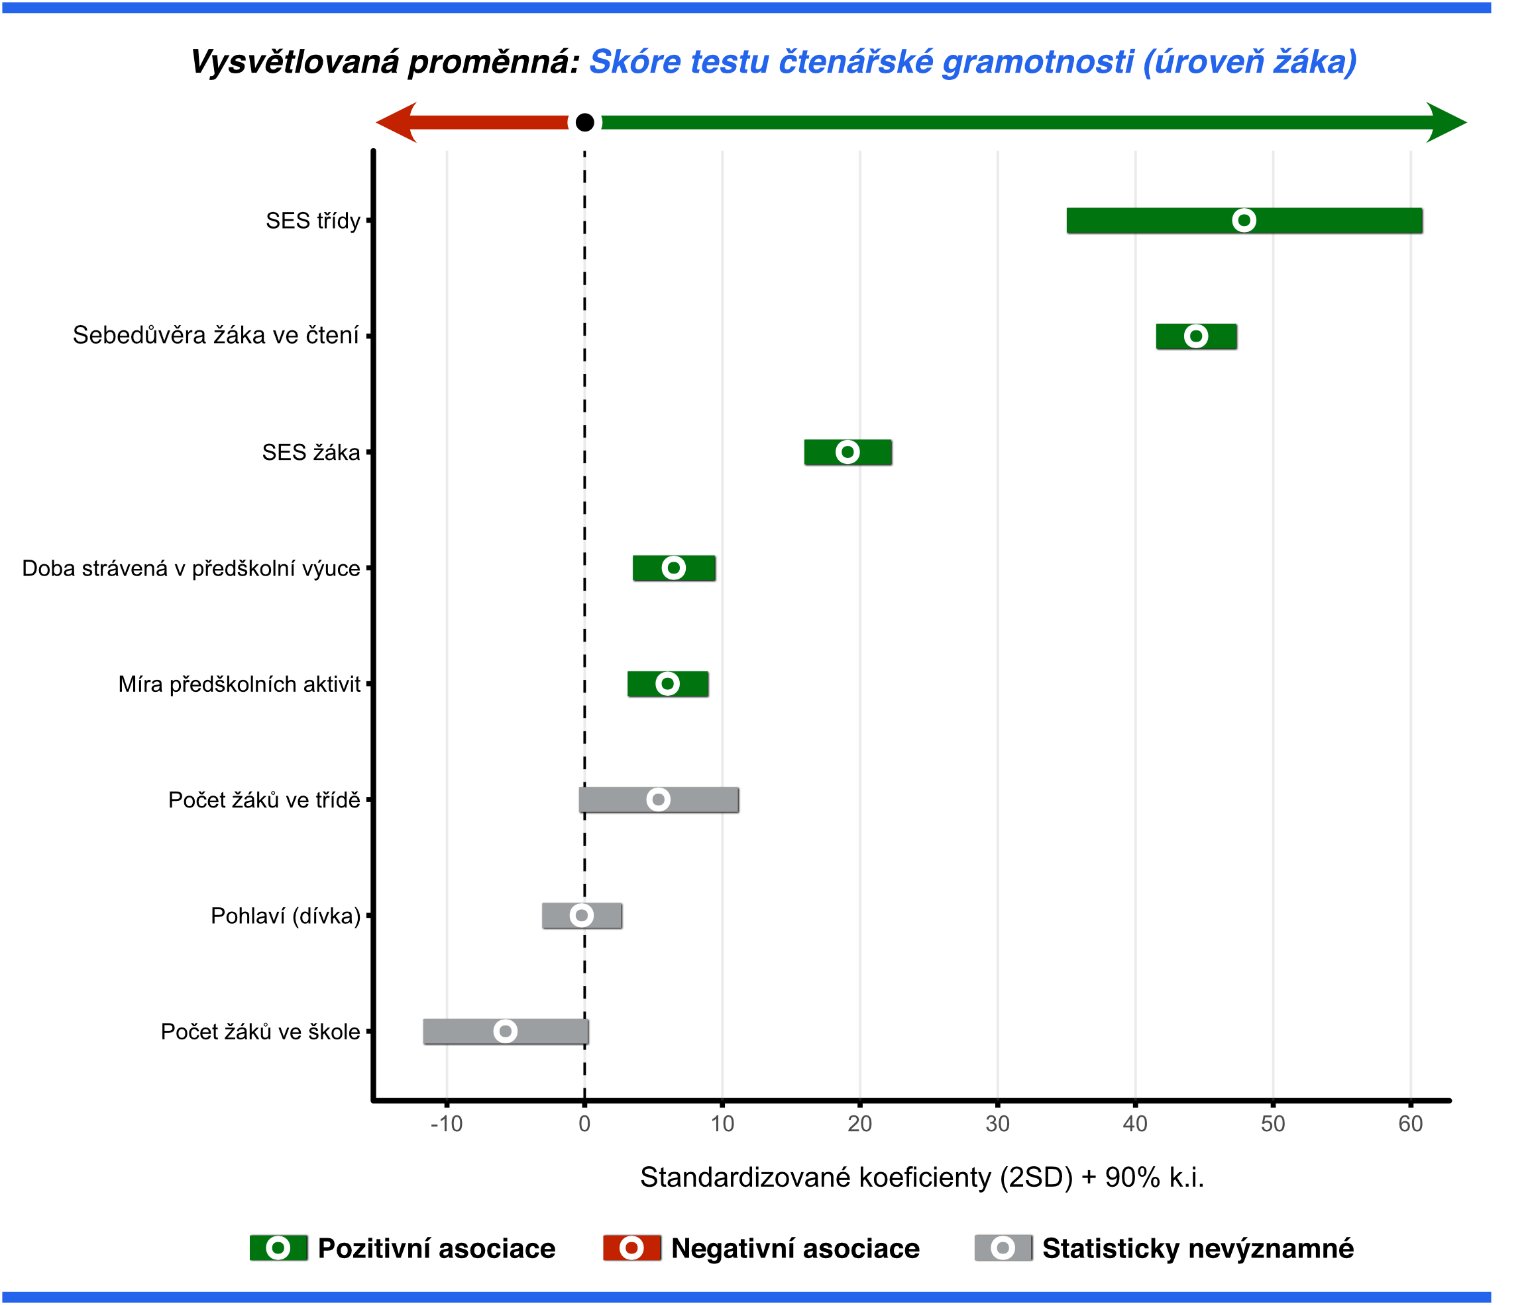 Vysvětlovaná proměnná: Skóre testu čtenářské gramotnosti (úroveň žáka)
SES třídy
Sebedůvěra žáka ve čtení
SES žáka
Doba strávená v předškolní výuce
Míra předškolních aktivit
Počet žáků ve třídě
Pohlaví (dívka)
Počet žáků ve škole
-10 0 10 20 30 40 50 60
Standardizované koeficienty (2SD) + 90% k.i.
Pozitivní asociace Negativní asociace Statisticky nevýznamné